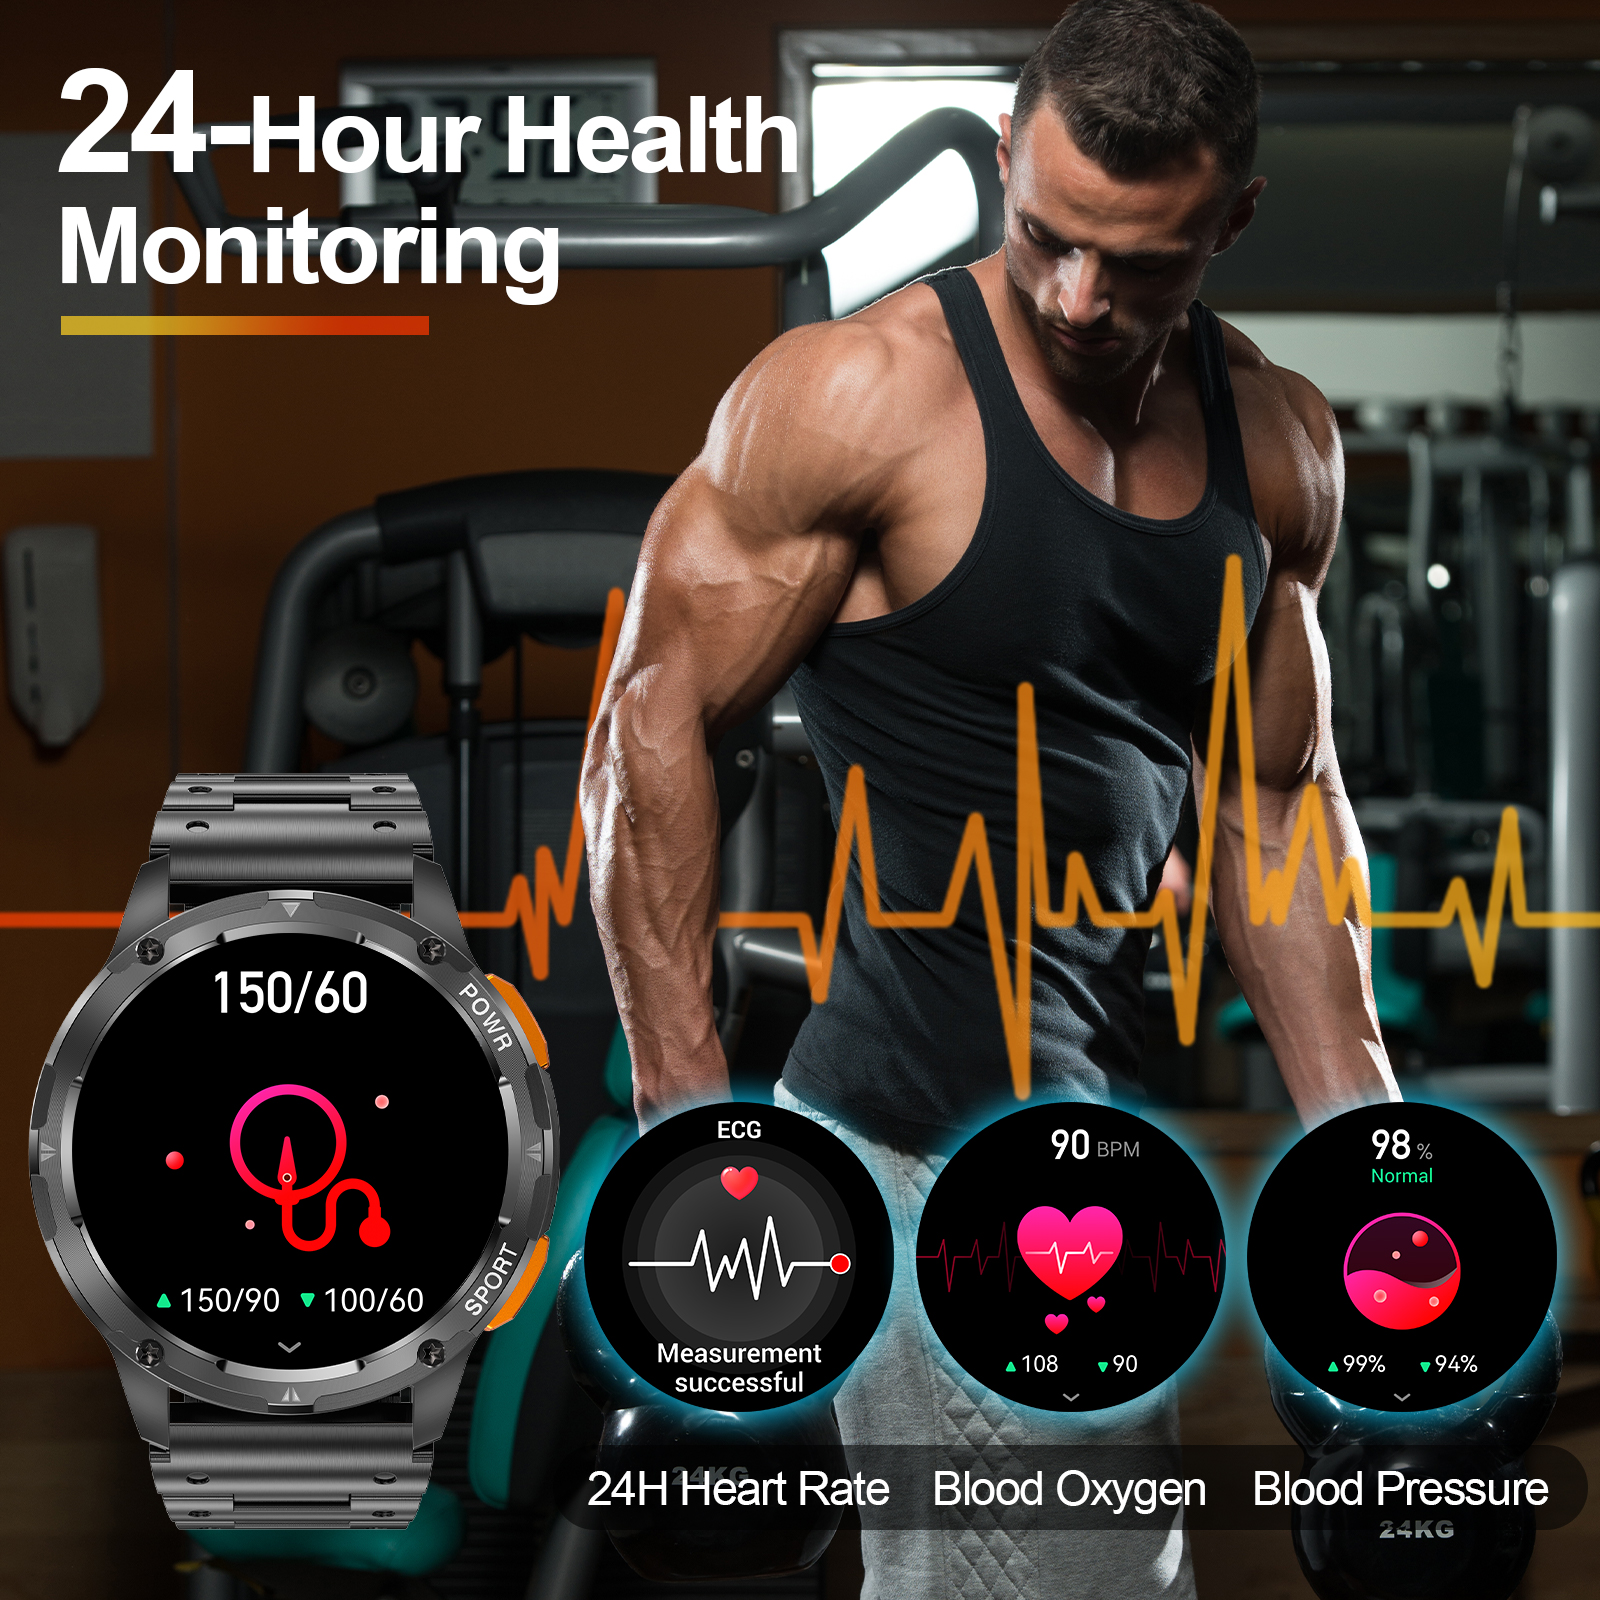 24-Hour Health
Monitoring
150/60
POWR
SPORT
150/90 100/60
ECG
Measurement
successful
90 BPM
108 90
98 %
Normal
99% 94%
24H Heart Rate
Blood Oxygen
Blood Pressure
24KG
24KG